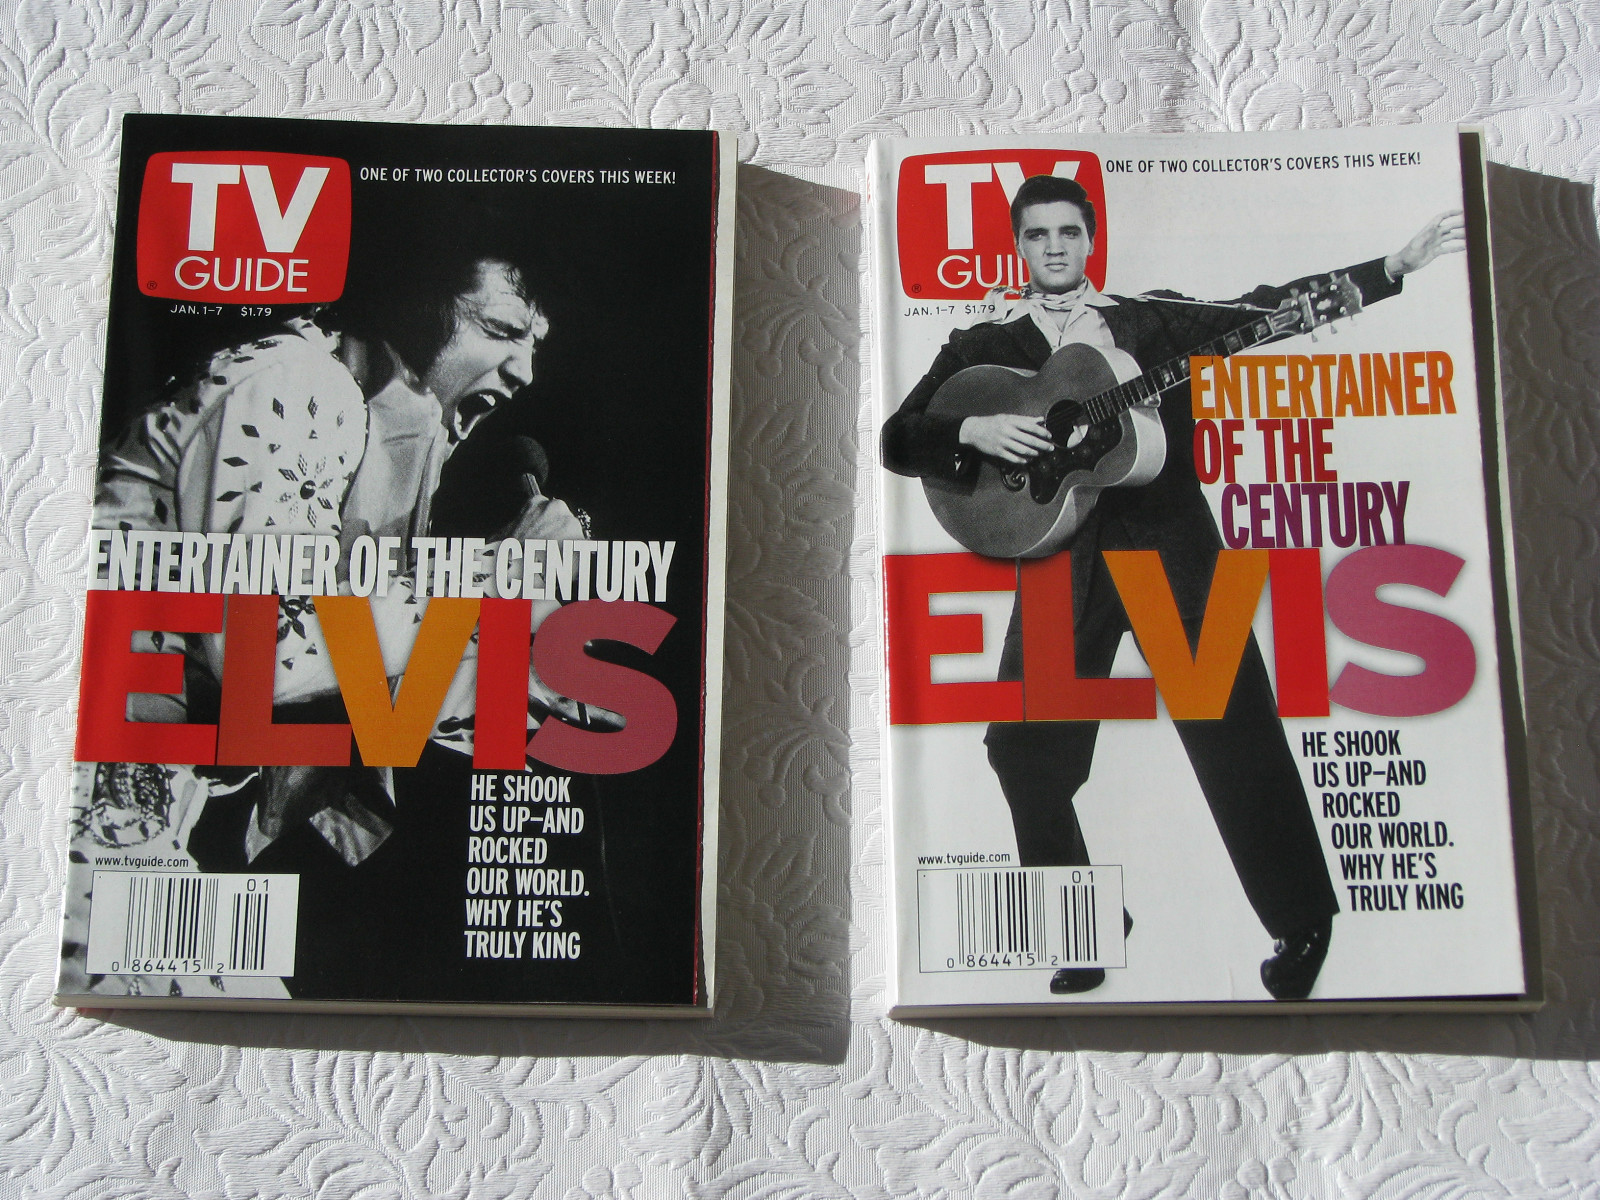 TV
GUIDE
®
JAN. 1–7 $1.79
ONE OF TWO COLLECTOR'S COVERS THIS WEEK!
ENTERTAINER OF THE CENTURY
ELVIS
HE SHOOK
US UP–AND
ROCKED
OUR WORLD.
WHY HE'S
TRULY KING
www.tvguide.com
01
0 864415 2
TV
GUI
®
JAN. 1–7 $1.79
ONE OF TWO COLLECTOR'S COVERS THIS WEEK!
ENTERTAINER
OF THE
CENTURY
ELVIS
HE SHOOK
US UP–AND
ROCKED
OUR WORLD.
WHY HE'S
TRULY KING
www.tvguide.com
01
0 864415 2